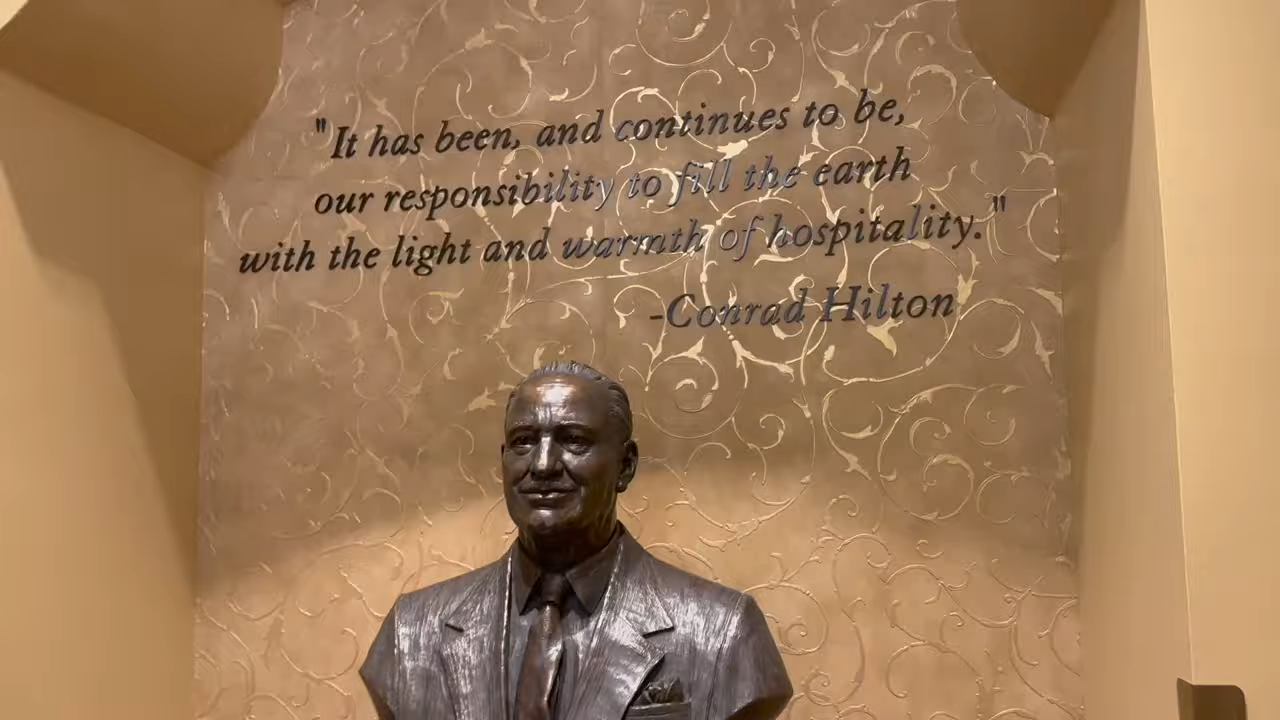 "It has been, and continues to be,
our responsibility to fill the earth
with the light and warmth of hospitality."
-Conrad Hilton